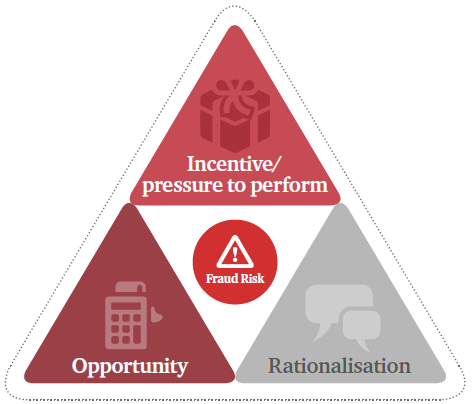 Incentive/
pressure to perform
Fraud Risk
Opportunity
Rationalisation